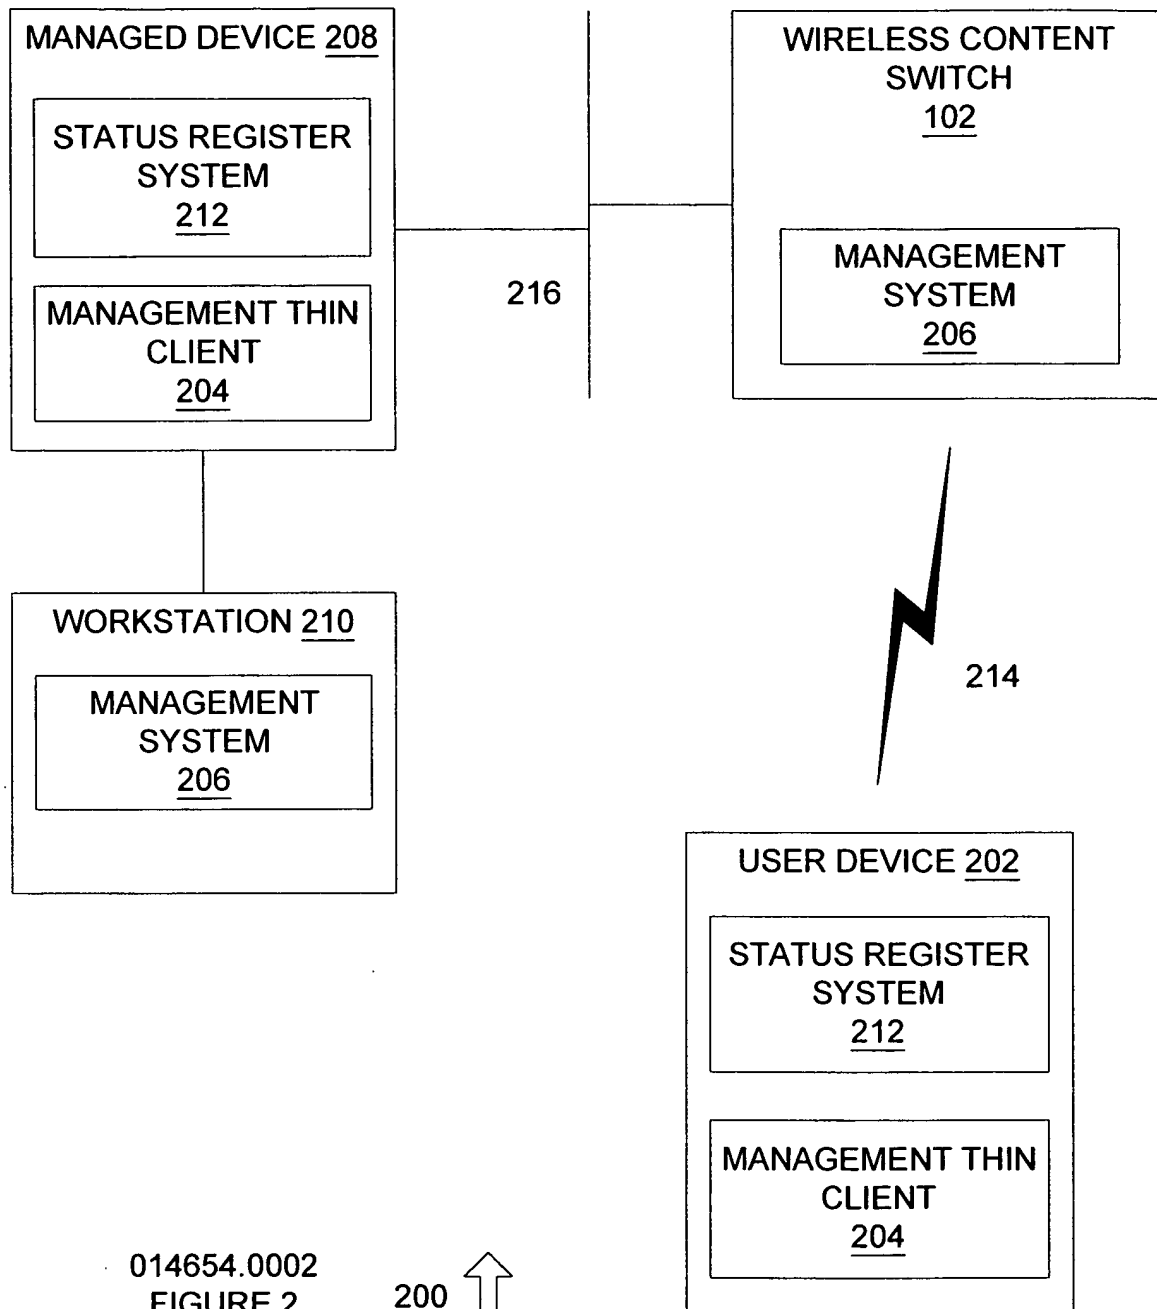 MANAGED DEVICE 208
STATUS REGISTER
SYSTEM
212
MANAGEMENT THIN
CLIENT
204
216
WIRELESS CONTENT
SWITCH
102
MANAGEMENT
SYSTEM
206
WORKSTATION 210
MANAGEMENT
SYSTEM
206
214
USER DEVICE 202
STATUS REGISTER
SYSTEM
212
MANAGEMENT THIN
CLIENT
204
014654.0002
FIGURE 2
200